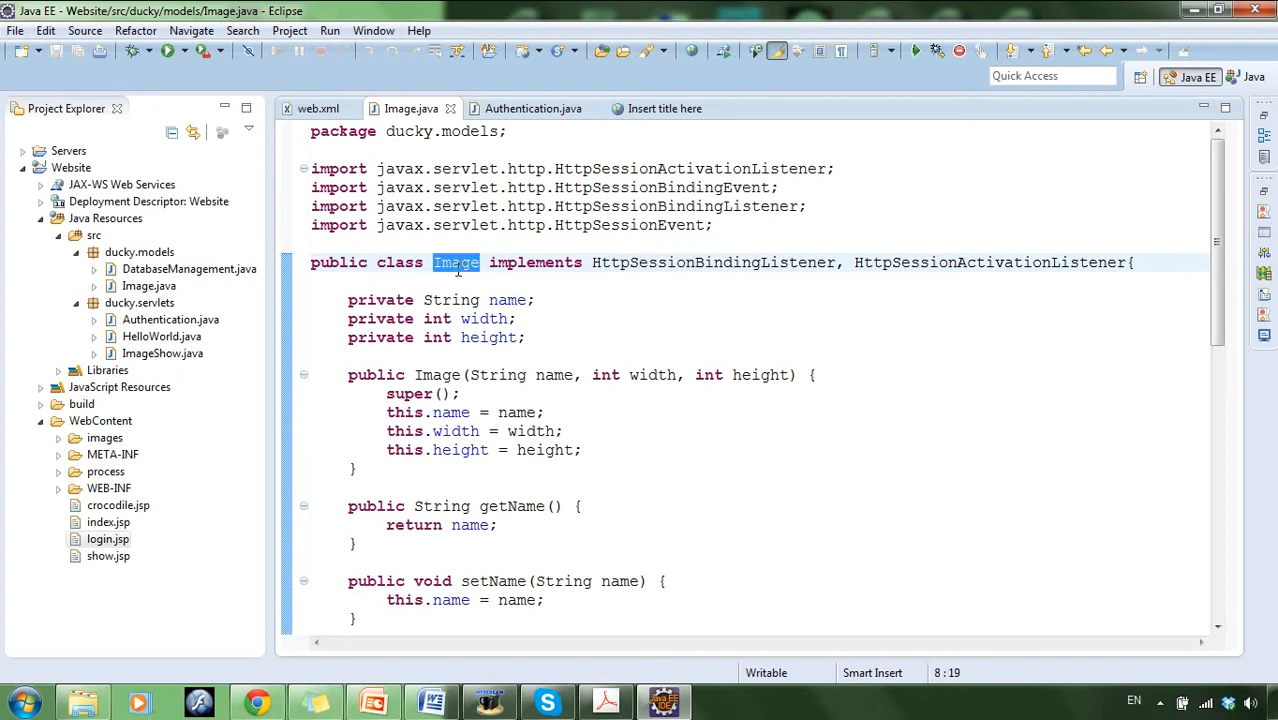 Java EE - Website/src/ducky/models/Image.java - Eclipse
File Edit Source Refactor Navigate Search Project Run Window Help
Quick Access
Java EE
Java
Project Explorer
web.xml
Image.java
Authentication.java
Insert title here
Servers
Website
JAX-WS Web Services
Deployment Descriptor: Website
Java Resources
src
ducky.models
DatabaseManagement.java
Image.java
ducky.servlets
Authentication.java
HelloWorld.java
ImageShow.java
Libraries
JavaScript Resources
build
WebContent
images
META-INF
process
WEB-INF
crocodile.jsp
index.jsp
login.jsp
show.jsp
package ducky.models;
import javax.servlet.http.HttpSessionActivationListener;
import javax.servlet.http.HttpSessionBindingEvent;
import javax.servlet.http.HttpSessionBindingListener;
import javax.servlet.http.HttpSessionEvent;
public class Image implements HttpSessionBindingListener, HttpSessionActivationListener{
private String name;
private int width;
private int height;
public Image(String name, int width, int height) {
super();
this.name = name;
this.width = width;
this.height = height;
}
public String getName() {
return name;
}
public void setName(String name) {
this.name = name;
}
Writable
Smart Insert
8:19
EN